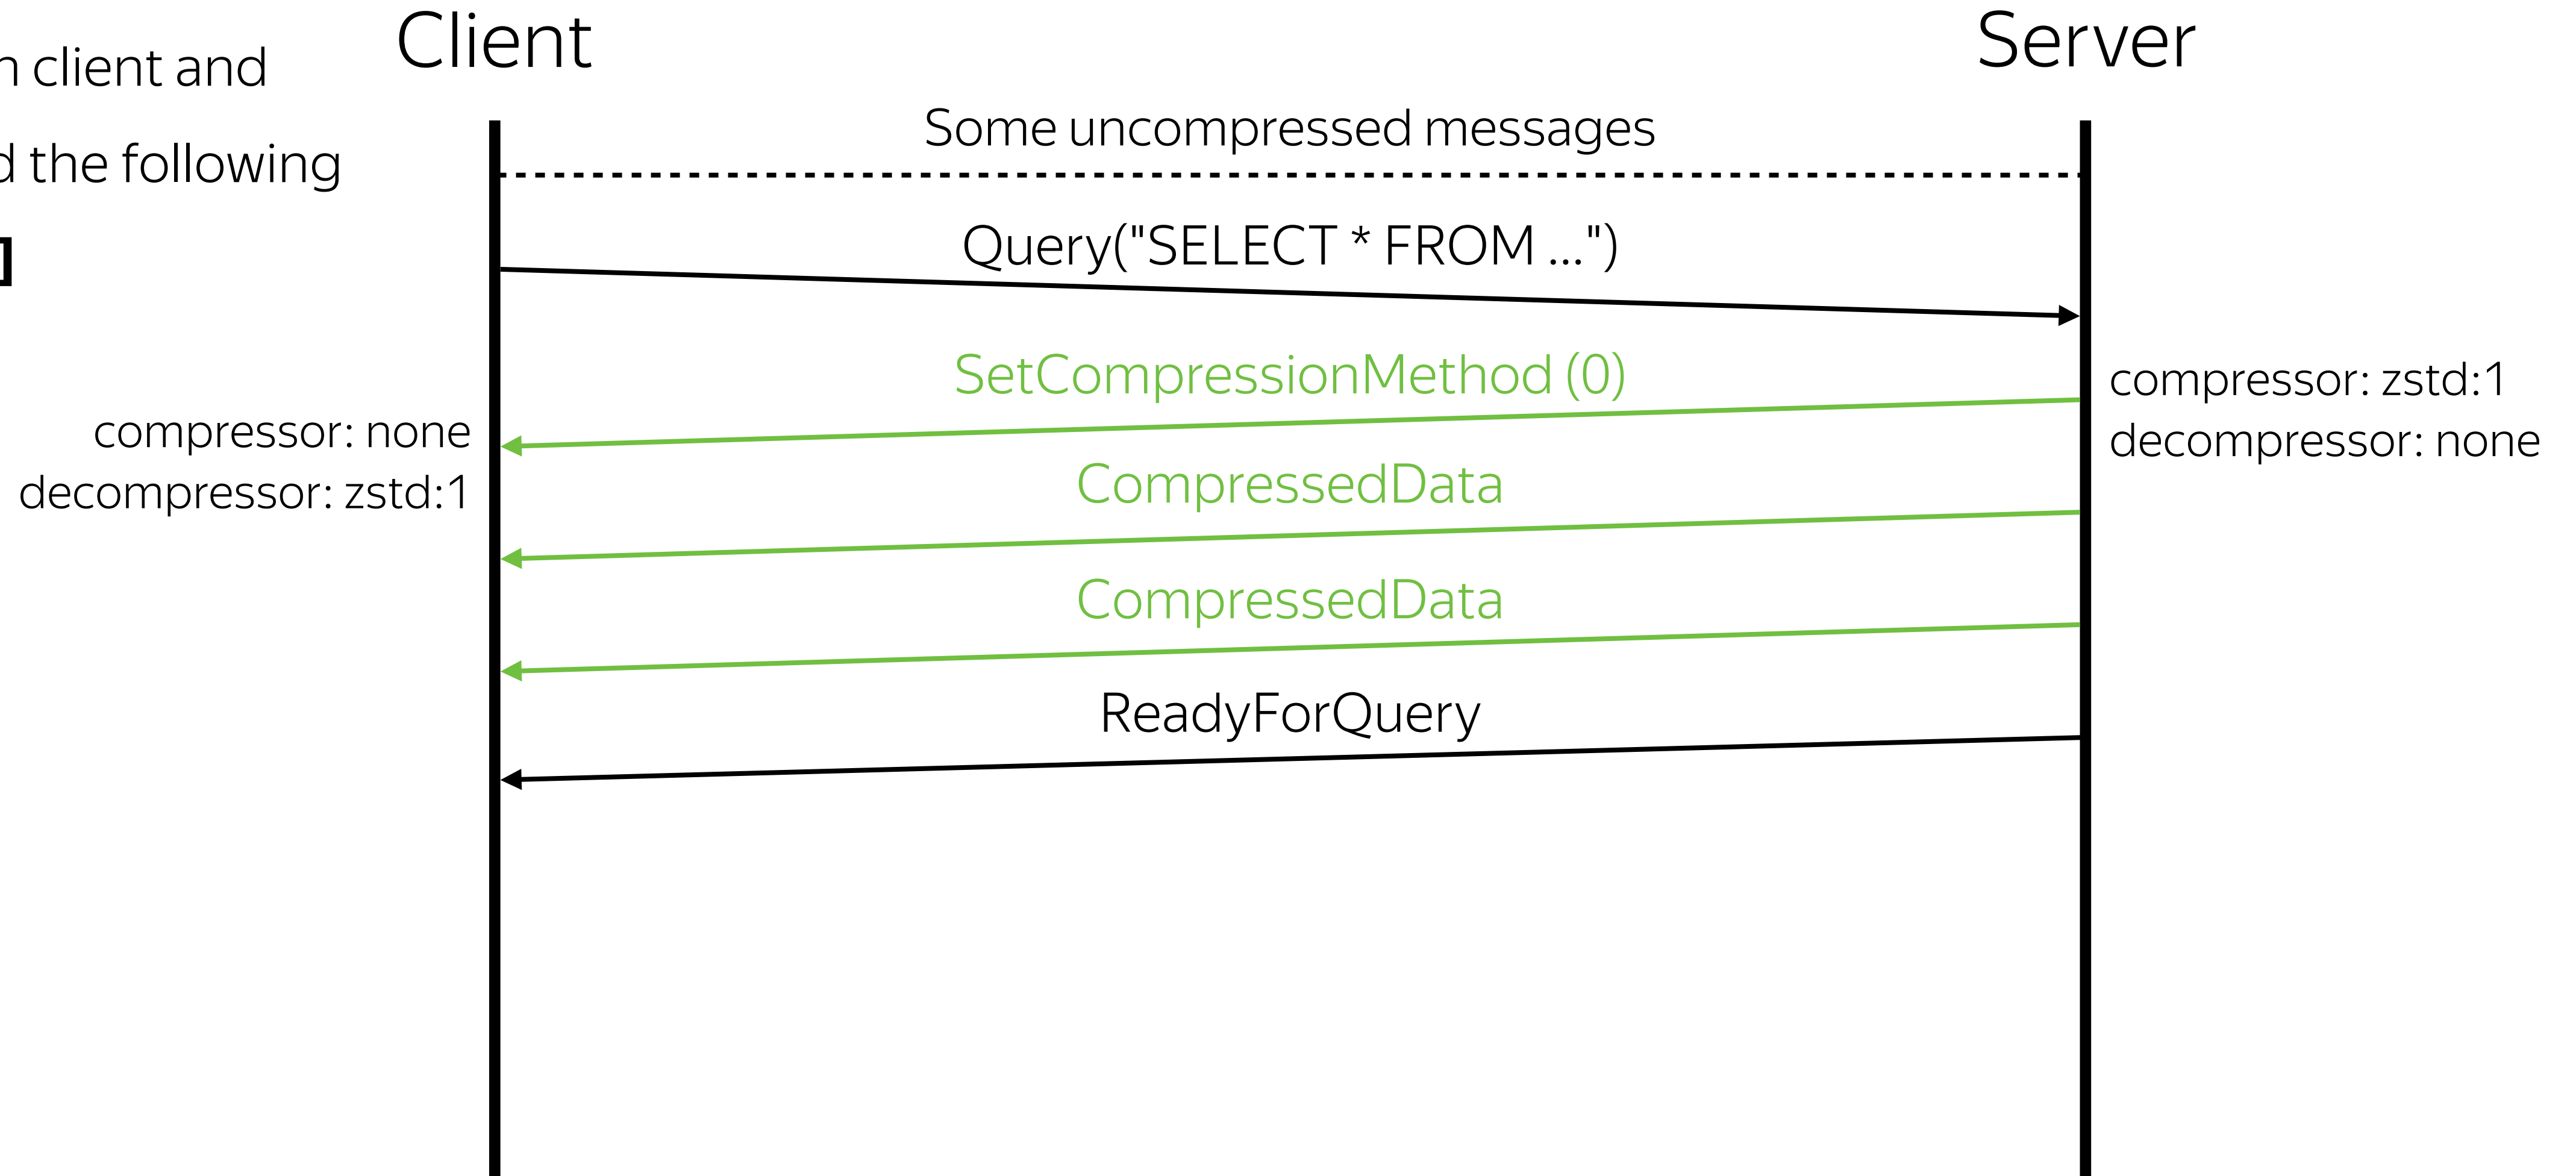 Client
Server
client and
the following
]
Some uncompressed messages
Query("SELECT * FROM ...")
SetCompressionMethod (0)
compressor: zstd:1
decompressor: none
compressor: none
decompressor: zstd:1
CompressedData
CompressedData
ReadyForQuery